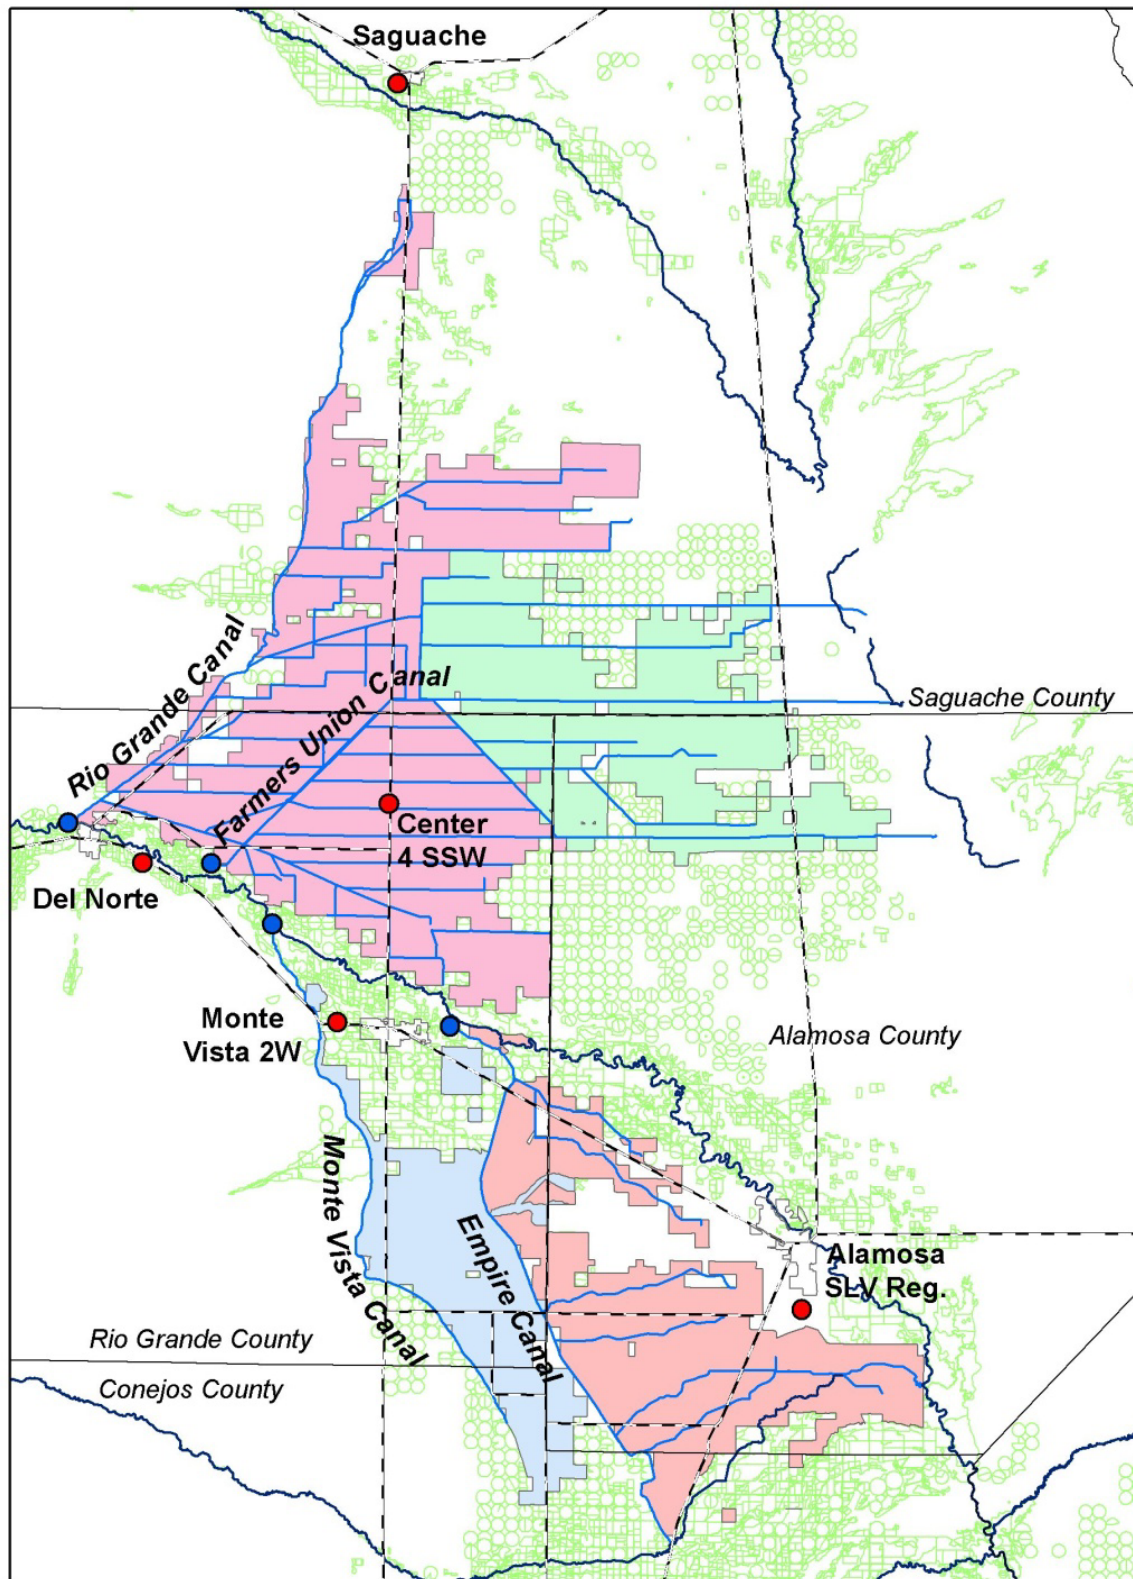 Saguache
Rio Grande Canal
Farmers Union Canal
Saguache County
Center
4 SSW
Del Norte
Monte
Vista 2W
Alamosa County
Monte Vista Canal
Empire Canal
Alamosa
SLV Reg.
Rio Grande County
Conejos County